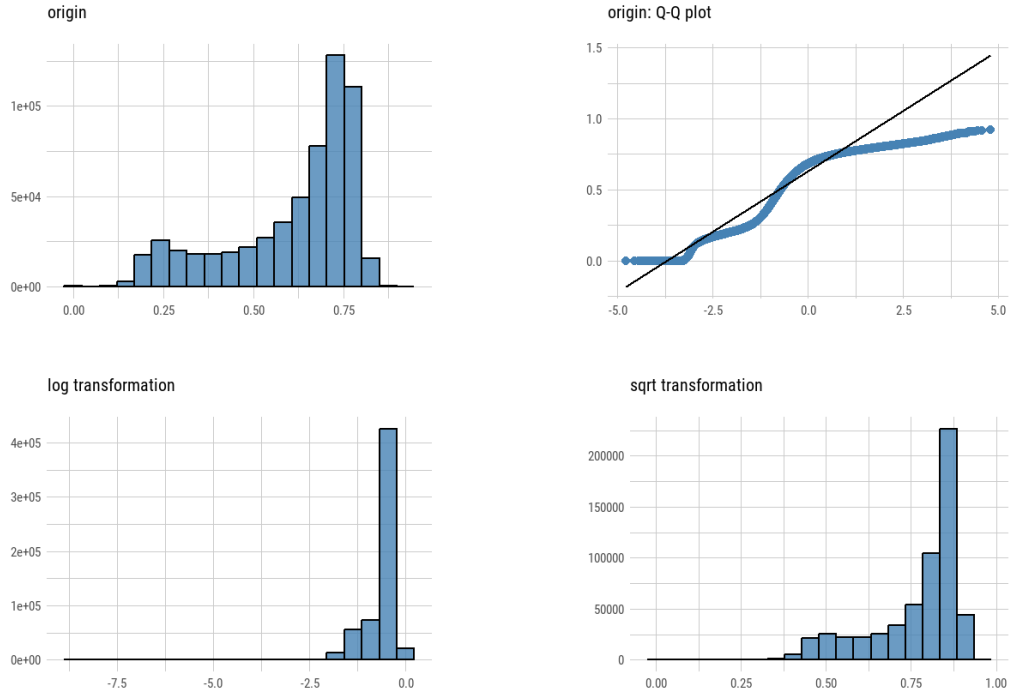 origin
origin: Q-Q plot
1e+05
5e+04
0e+00
0.00 0.25 0.50 0.75
1.5
1.0
0.5
0.0
-5.0 -2.5 0.0 2.5 5.0
log transformation
sqrt transformation
4e+05
3e+05
2e+05
1e+05
0e+00
-7.5 -5.0 -2.5 0.0
200000
150000
100000
50000
0
0.00 0.25 0.50 0.75 1.00